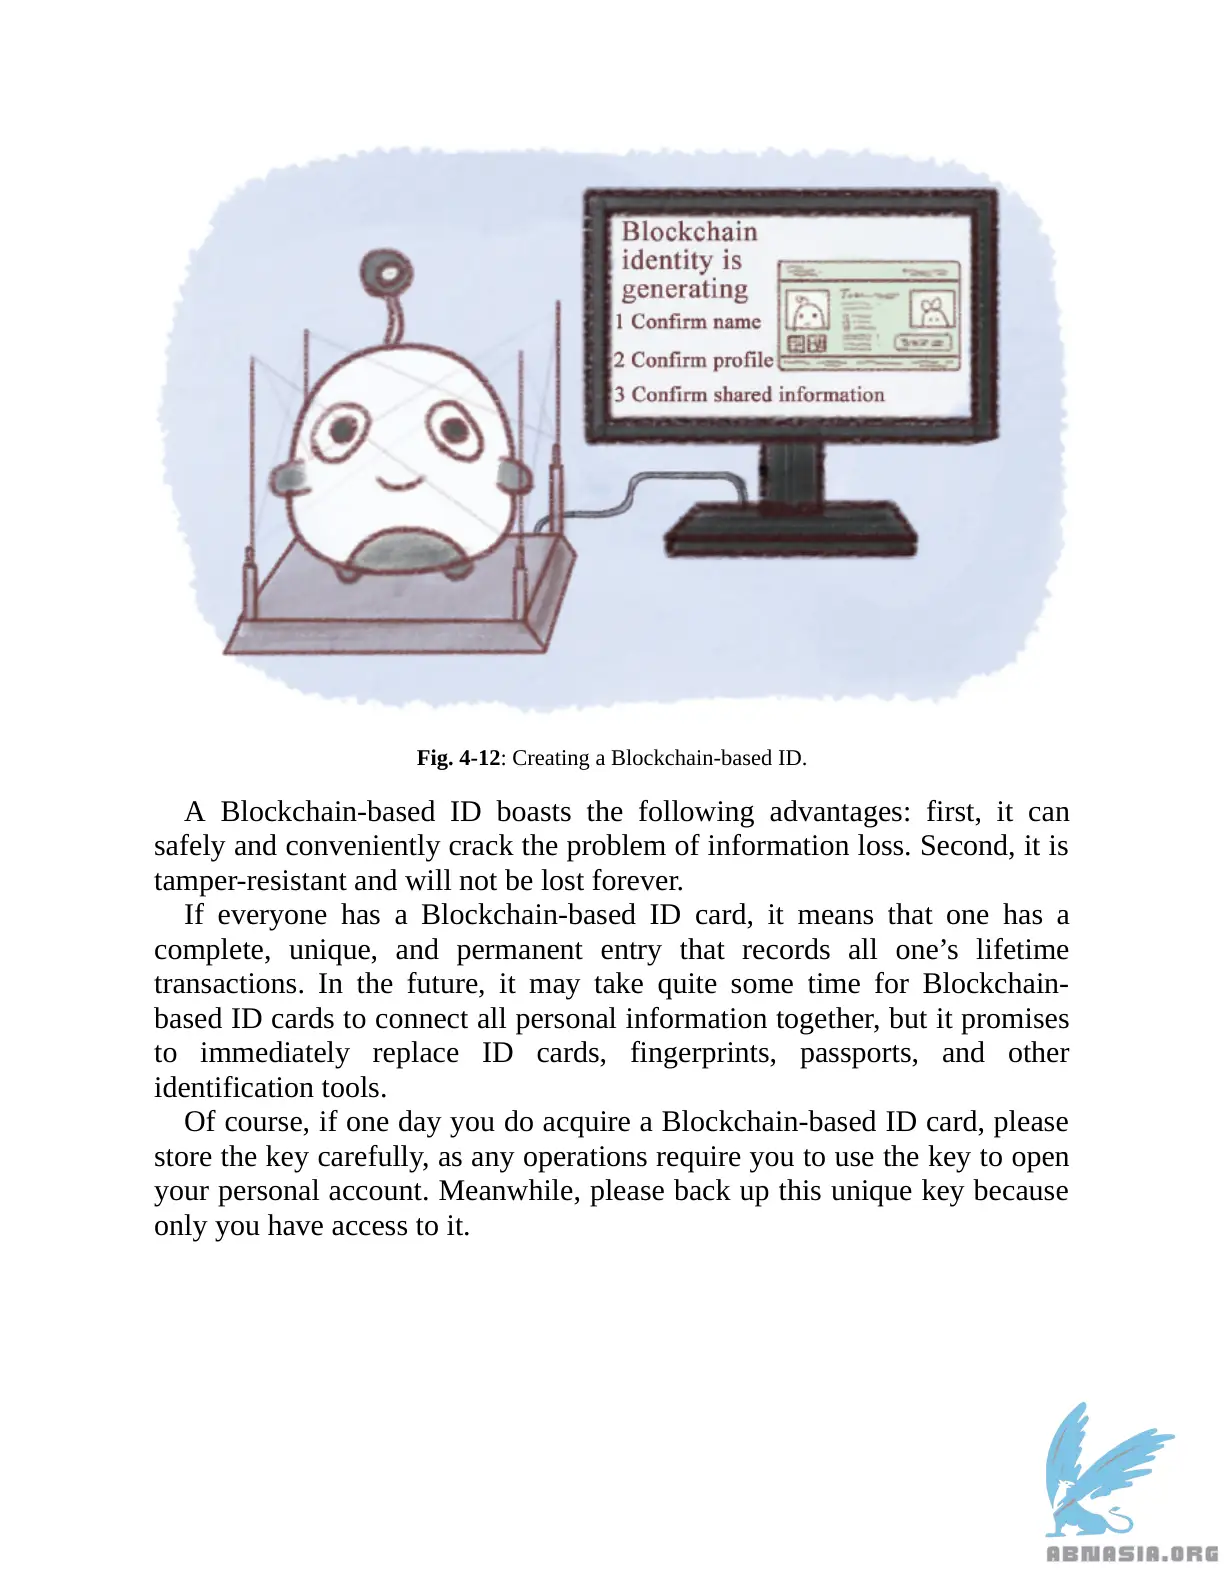 Blockchain
identity is
generating
1 Confirm name
2 Confirm profile
3 Confirm shared information
Fig. 4-12: Creating a Blockchain-based ID.
A Blockchain-based ID boasts the following advantages: first, it can
safely and conveniently crack the problem of information loss. Second, it is
tamper-resistant and will not be lost forever.
If everyone has a Blockchain-based ID card, it means that one has a
complete, unique, and permanent entry that records all one’s lifetime
transactions. In the future, it may take quite some time for Blockchain-
based ID cards to connect all personal information together, but it promises
to immediately replace ID cards, fingerprints, passports, and other
identification tools.
Of course, if one day you do acquire a Blockchain-based ID card, please
store the key carefully, as any operations require you to use the key to open
your personal account. Meanwhile, please back up this unique key because
only you have access to it.
ABNASIA.ORG